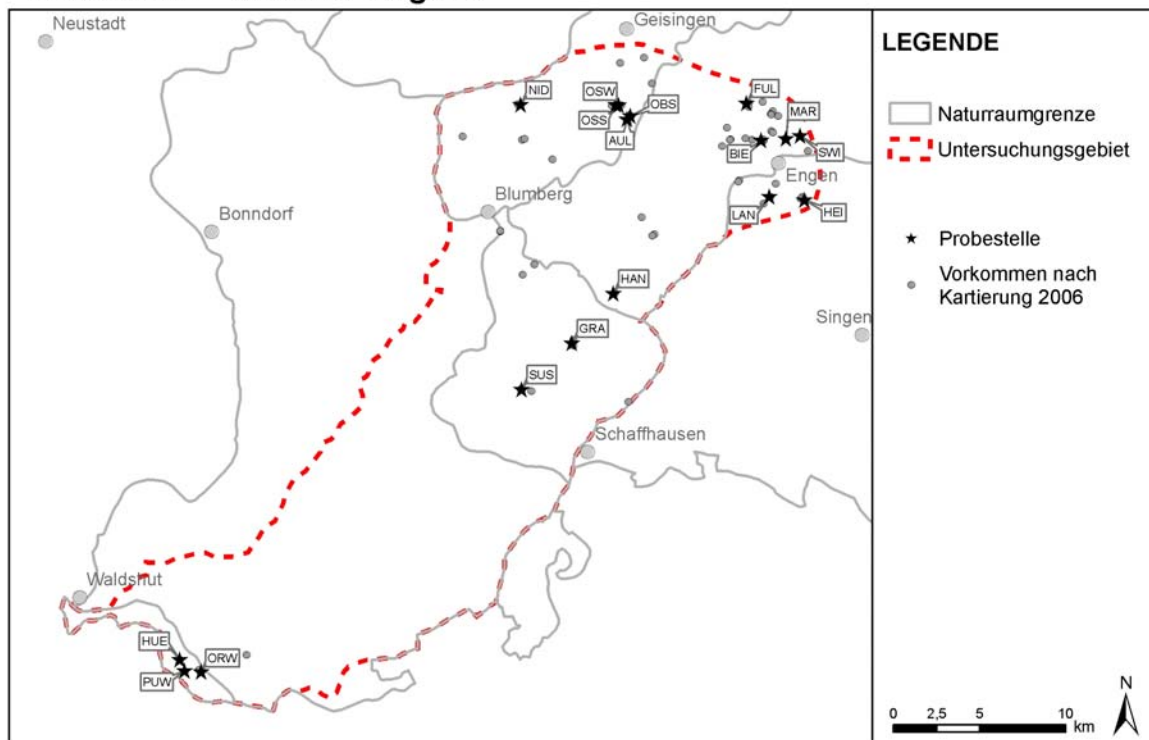 Neustadt
Geisingen
NID
OSW
OBS
OSS
AUL
FUL
MAR
BIE
SWI
Engen
LAN
HEI
Blumberg
Bonndorf
HAN
GRA
SUS
Singen
Schaffhausen
Waldshut
HUE
ORW
PUW
LEGENDE
Naturraumgrenze
Untersuchungsgebiet
Probestelle
Vorkommen nach
Kartierung 2006
N
0 2,5 5 10
km